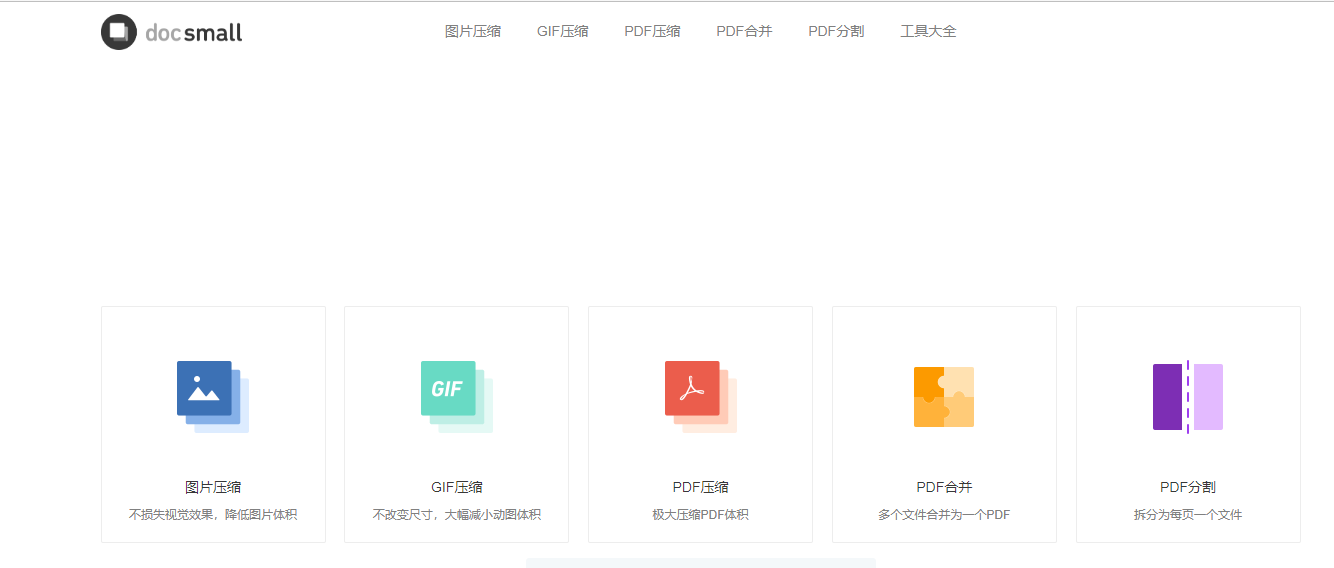 docsmall 图片压缩 GIF压缩 PDF压缩 PDF合并 PDF分割 工具大全
GIF
图片压缩 GIF压缩 PDF压缩 PDF合并 PDF分割
不损失视觉效果，降低图片体积 不改变尺寸，大幅减小动图体积 极大压缩PDF体积 多个文件合并为一个PDF 拆分为每页一个文件